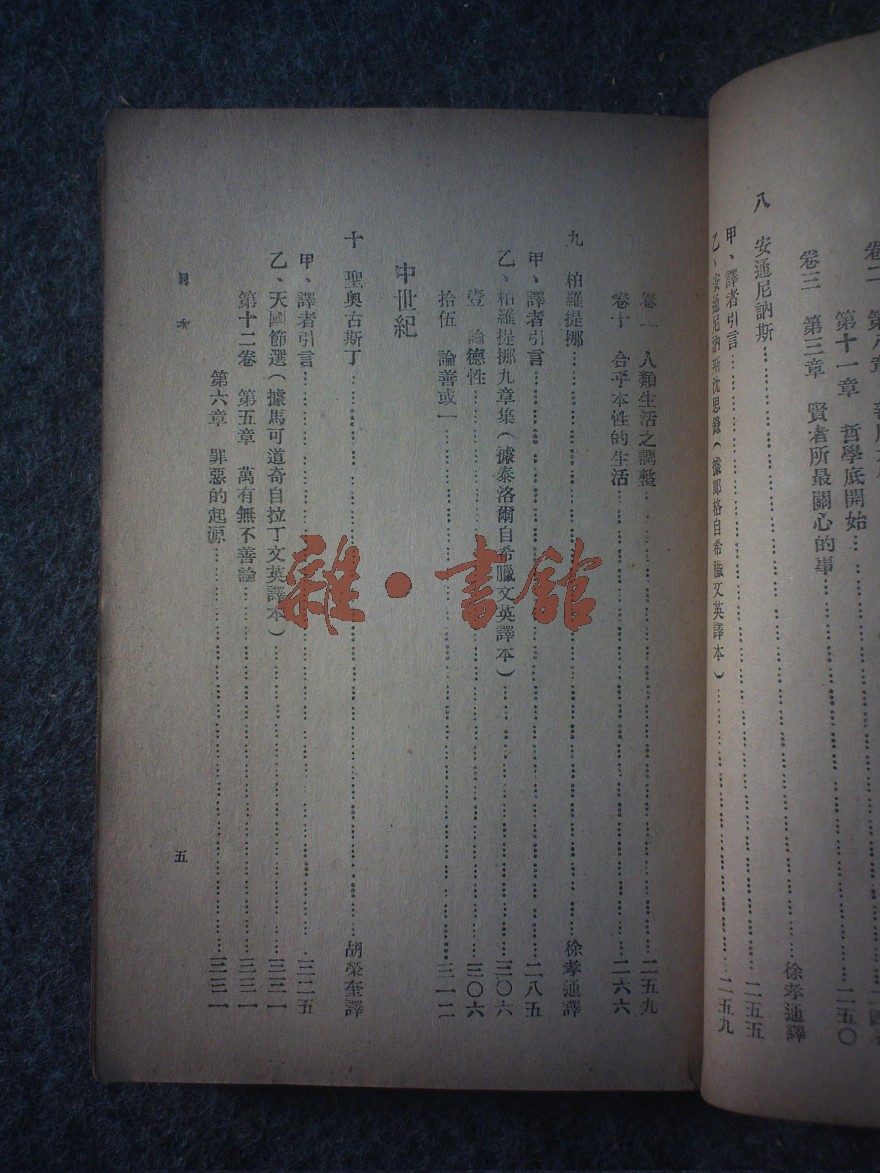 卷三 第三章 賢者所最關心的事
第十一章 哲學底開始 二五〇
八 安通尼訥斯 徐孝通譯
甲、譯者引言 二五五
乙、安通尼訥斯沈思錄(據郎格自希臘文英譯本) 二五九
人類生活之調整 二五九
卷十 合乎本性的生活 二六六
九 柏羅提挪 徐孝通譯
甲、譯者引言 二八五
乙、柏羅提挪九章集(據泰洛爾自希臘文英譯本) 三〇六
壹 論德性 三〇六
拾伍 論善或一 三一二
中世紀
十 聖奧古斯丁 胡榮奎譯
甲、譯者引言 三二五
乙、天國節選(據馬可道奇自拉丁文英譯本) 三三一
第十二卷 第五章 萬有無不善論 三三一
第六章 罪惡的起源 三三一
目次
五
雜·書館